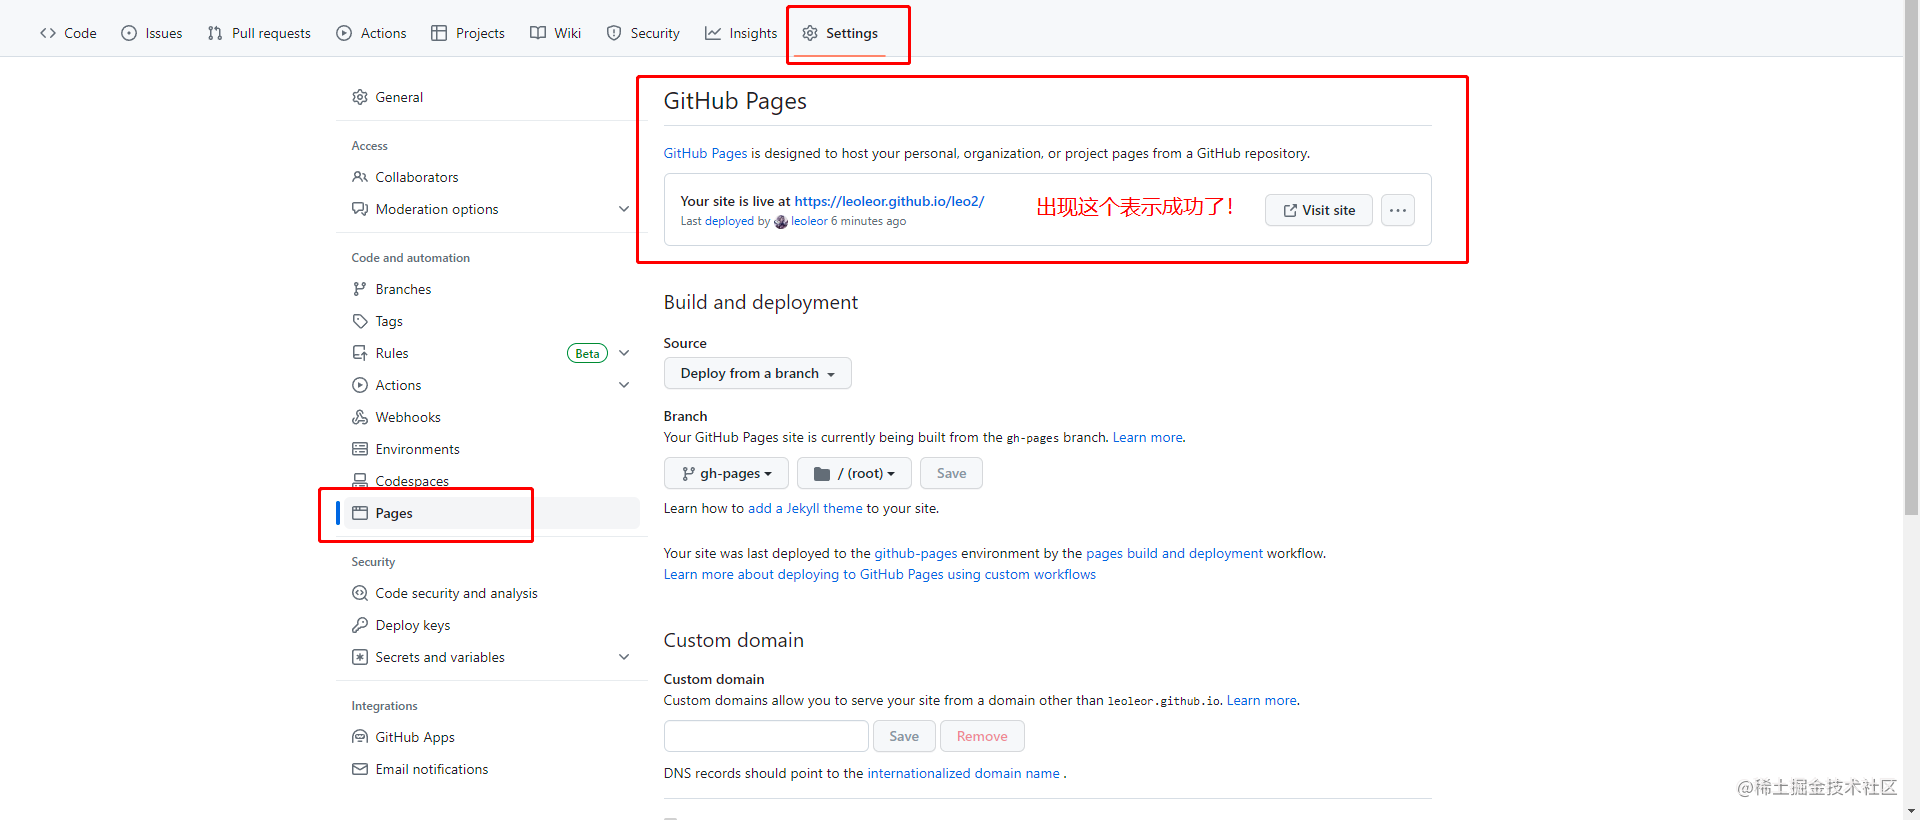 Code Issues Pull requests Actions Projects Wiki Security Insights Settings
General
Access
Collaborators
Moderation options
Code and automation
Branches
Tags
Rules Beta
Actions
Webhooks
Environments
Codespaces
Pages
Security
Code security and analysis
Deploy keys
Secrets and variables
Integrations
GitHub Apps
Email notifications
GitHub Pages
GitHub Pages is designed to host your personal, organization, or project pages from a GitHub repository.
Your site is live at https://leoleor.github.io/leo2/
Last deployed by leoleor 6 minutes ago
出现这个表示成功了!
Visit site
Build and deployment
Source
Deploy from a branch
Branch
Your GitHub Pages site is currently being built from the gh-pages branch. Learn more.
gh-pages / (root) Save
Learn how to add a Jekyll theme to your site.
Your site was last deployed to the github-pages environment by the pages build and deployment workflow.
Learn more about deploying to GitHub Pages using custom workflows
Custom domain
Custom domain
Custom domains allow you to serve your site from a domain other than leoleor.github.io. Learn more.
Save Remove
DNS records should point to the internationalized domain name .
@稀土掘金技术社区